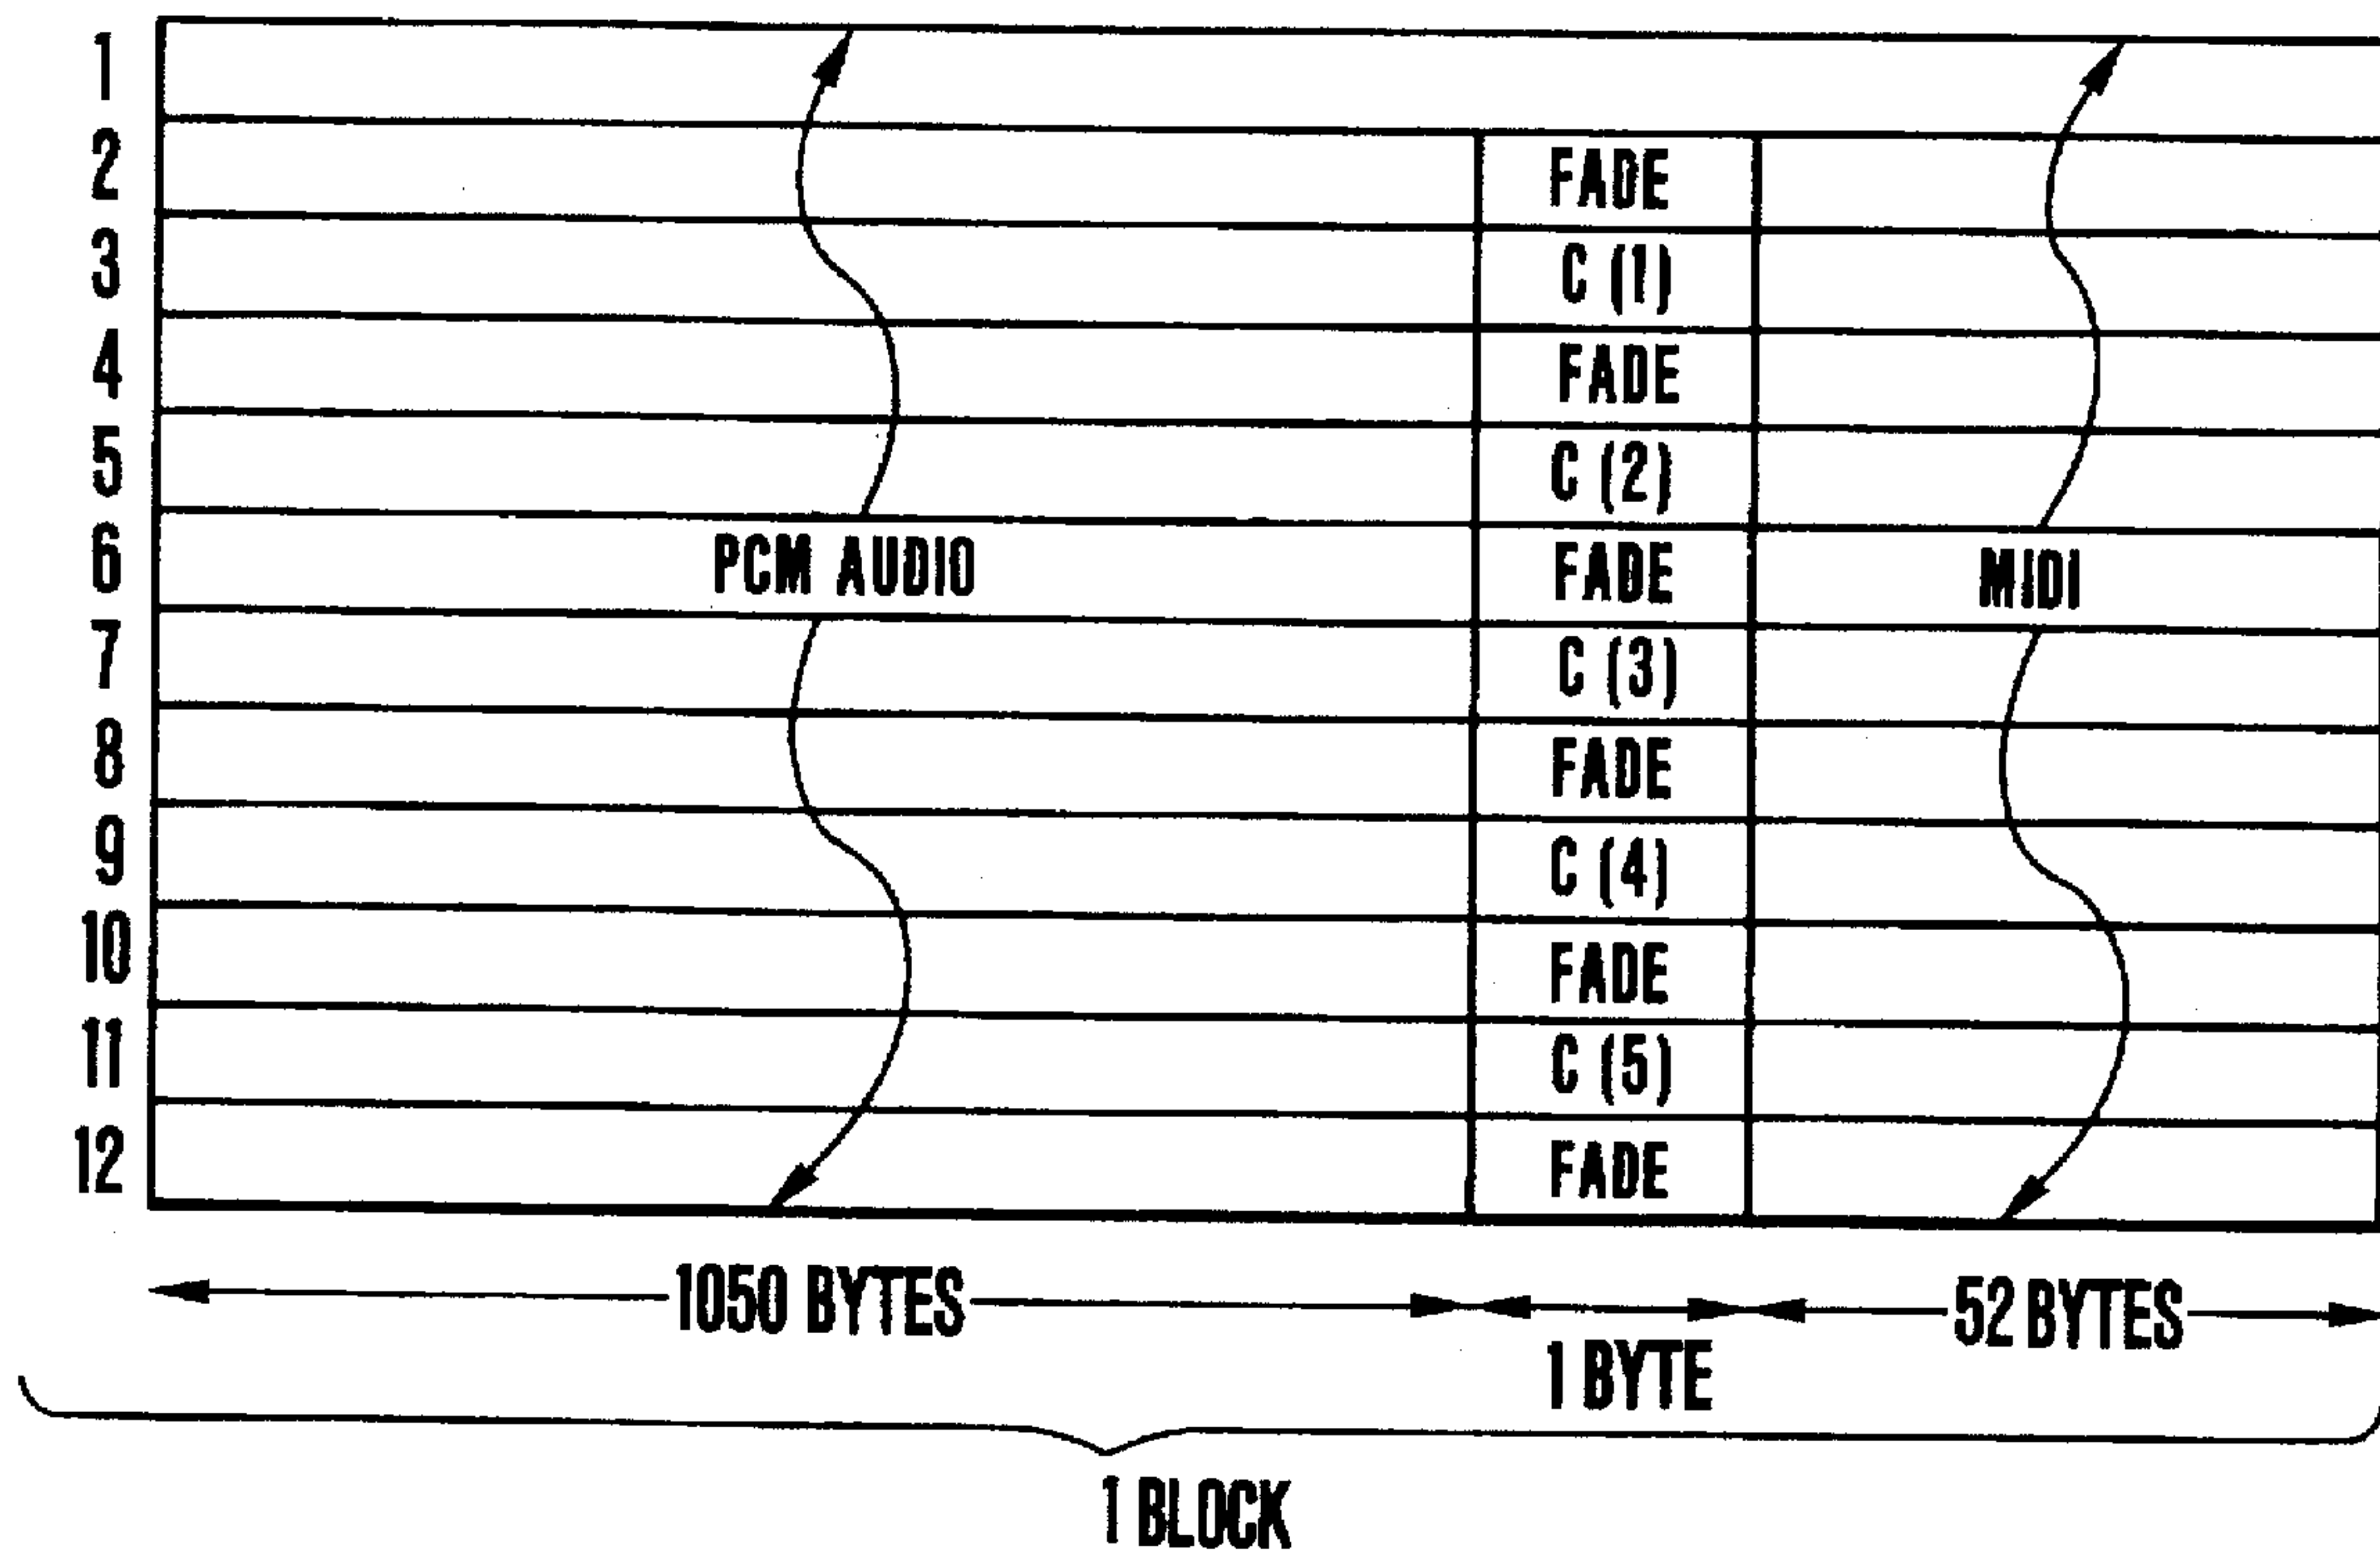 1
2 FADE
3 C (1)
4 FADE
5 C (2)
6 PCM AUDIO FADE MIDI
7 C (3)
8 FADE
9 C (4)
10 FADE
11 C (5)
12 FADE
1050 BYTES 52 BYTES
1 BYTE
1 BLOCK